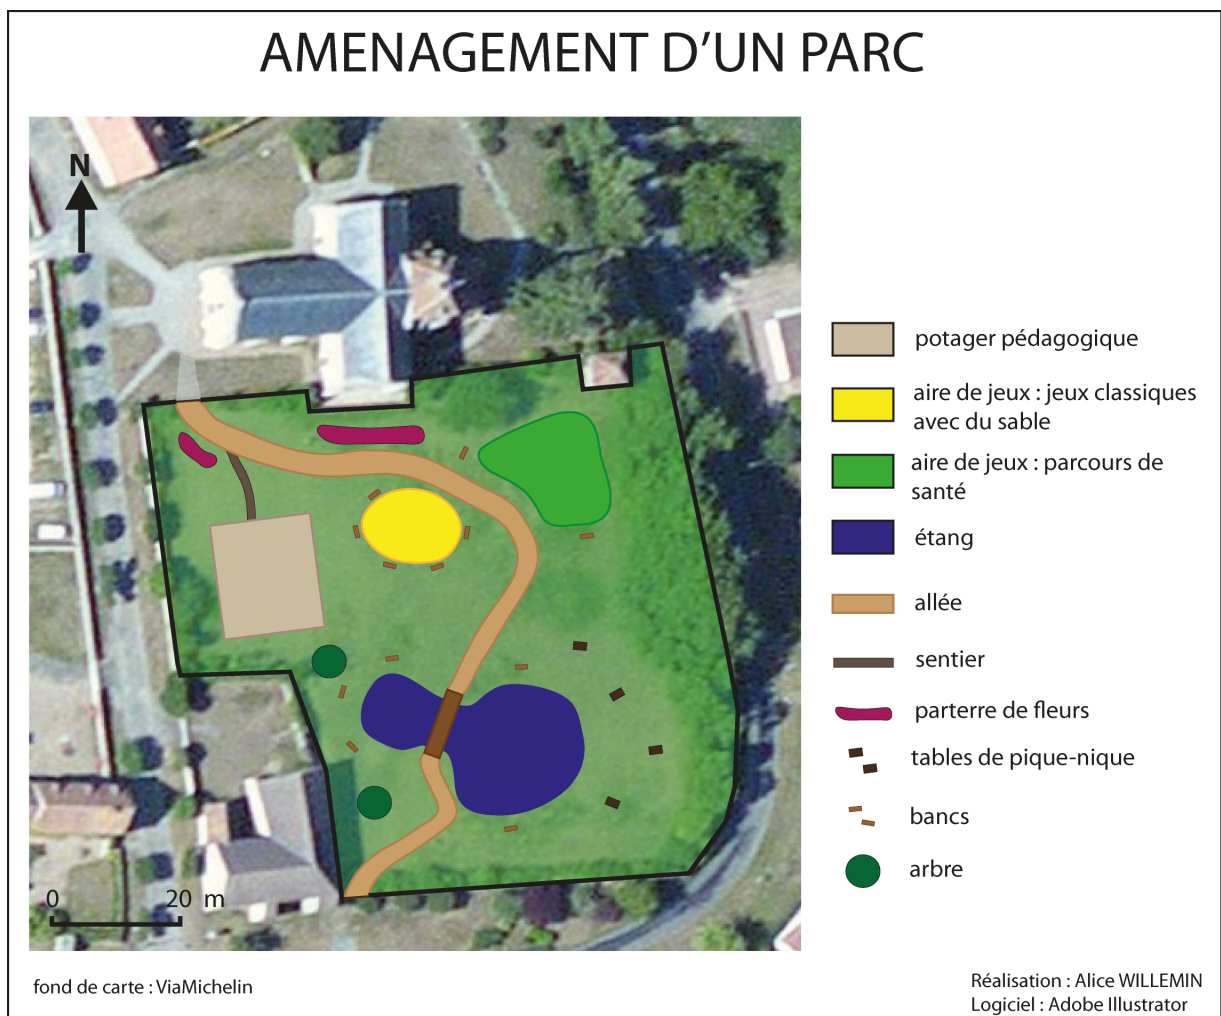 AMENAGEMENT D'UN PARC
N
potager pédagogique
aire de jeux : jeux classiques
avec du sable
aire de jeux : parcours de
santé
étang
allée
sentier
parterre de fleurs
tables de pique-nique
bancs
arbre
0 20 m
fond de carte : ViaMichelin
Réalisation : Alice WILLEMIN
Logiciel : Adobe Illustrator